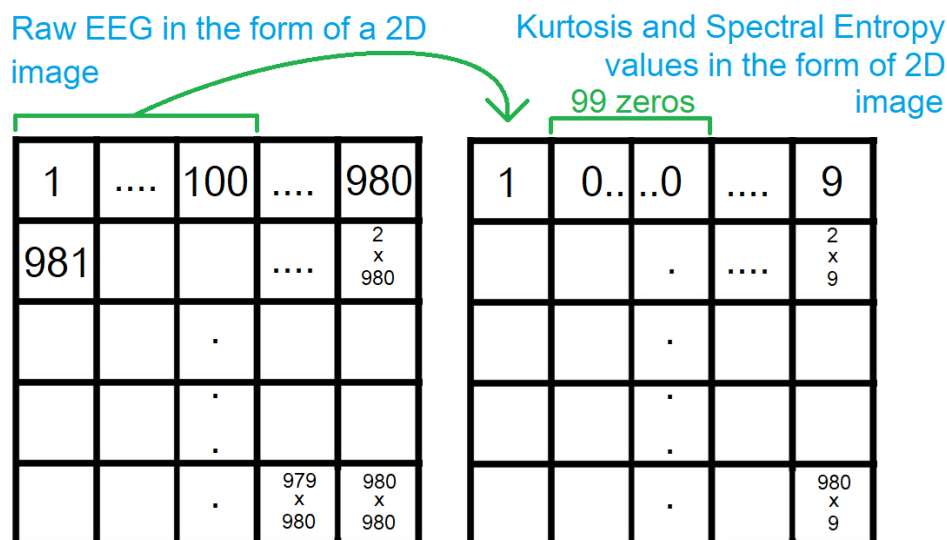 Raw EEG in the form of a 2D
image
Kurtosis and Spectral Entropy
values in the form of 2D
image
99 zeros
1 .... 100 .... 980
981 .... 2 x 980
.
.
.
. 979 x 980 980 x 980
1 0.. ..0 .... 9
. .... 2 x 9
.
.
.
. 980 x 9